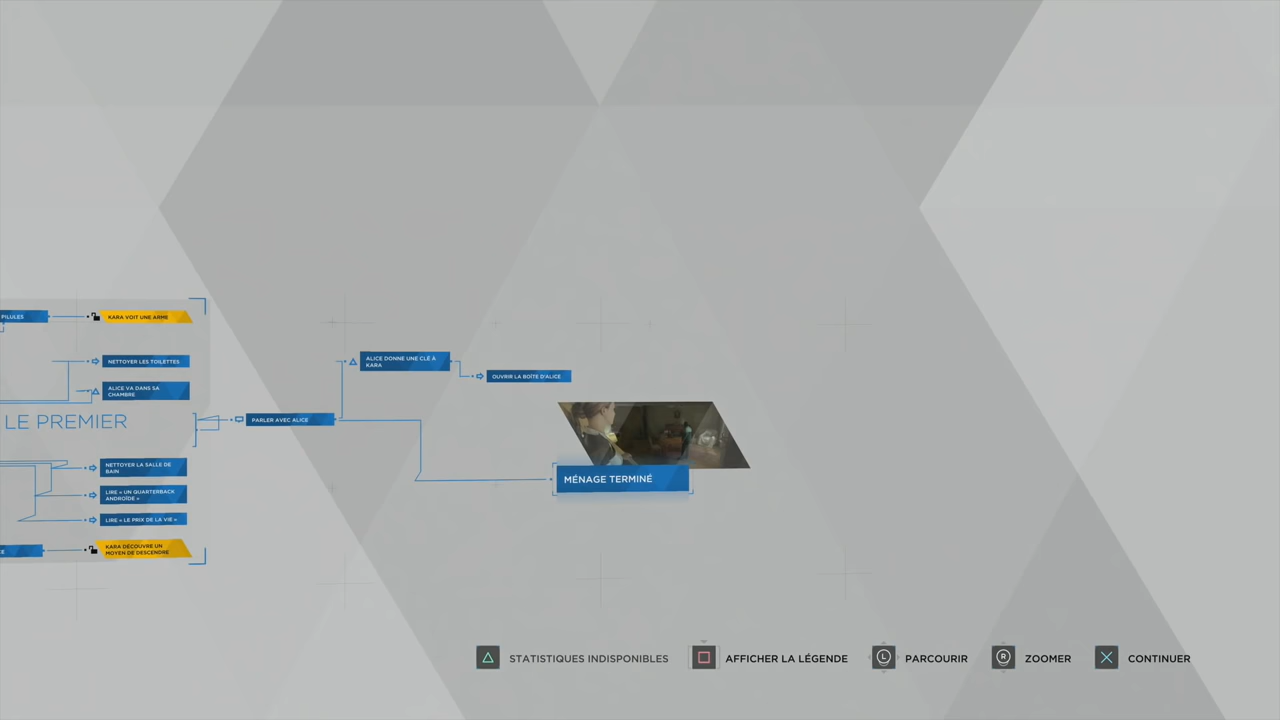 FILULES
KARA VOIT UNE ARME
NETTOYER LES TOILETTES
ALICE VA DANS SA
CHAMBRE
LE PREMIER
NETTOYER LA SALLE DE
BAIN
LIRE « UN QUARTERBACK
ANDROÏDE »
LIRE « LE PRIX DE LA VIE »
CE
KARA DÉCOUVRE UN
MOYEN DE DESCENDRE
PARLER AVEC ALICE
ALICE DONNE UNE CLÉ À
KARA
OUVRIR LA BOÎTE D'ALICE
MÉNAGE TERMINÉ
STATISTIQUES INDISPONIBLES
AFFICHER LA LÉGENDE
L
PARCOURIR
R
ZOOMER
CONTINUER